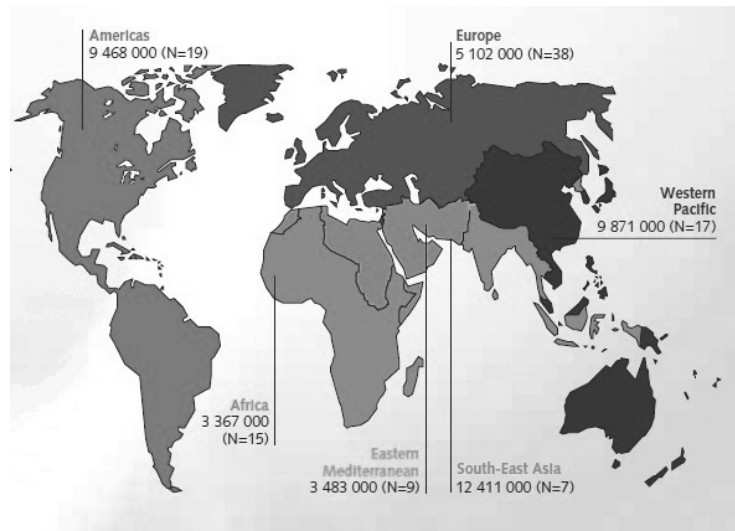 Americas
9 468 000 (N=19)
Europe
5 102 000 (N=38)
Western
Pacific
9 871 000 (N=17)
Africa
3 367 000
(N=15)
Eastern
Mediterranean
3 483 000 (N=9)
South-East Asia
12 411 000 (N=7)